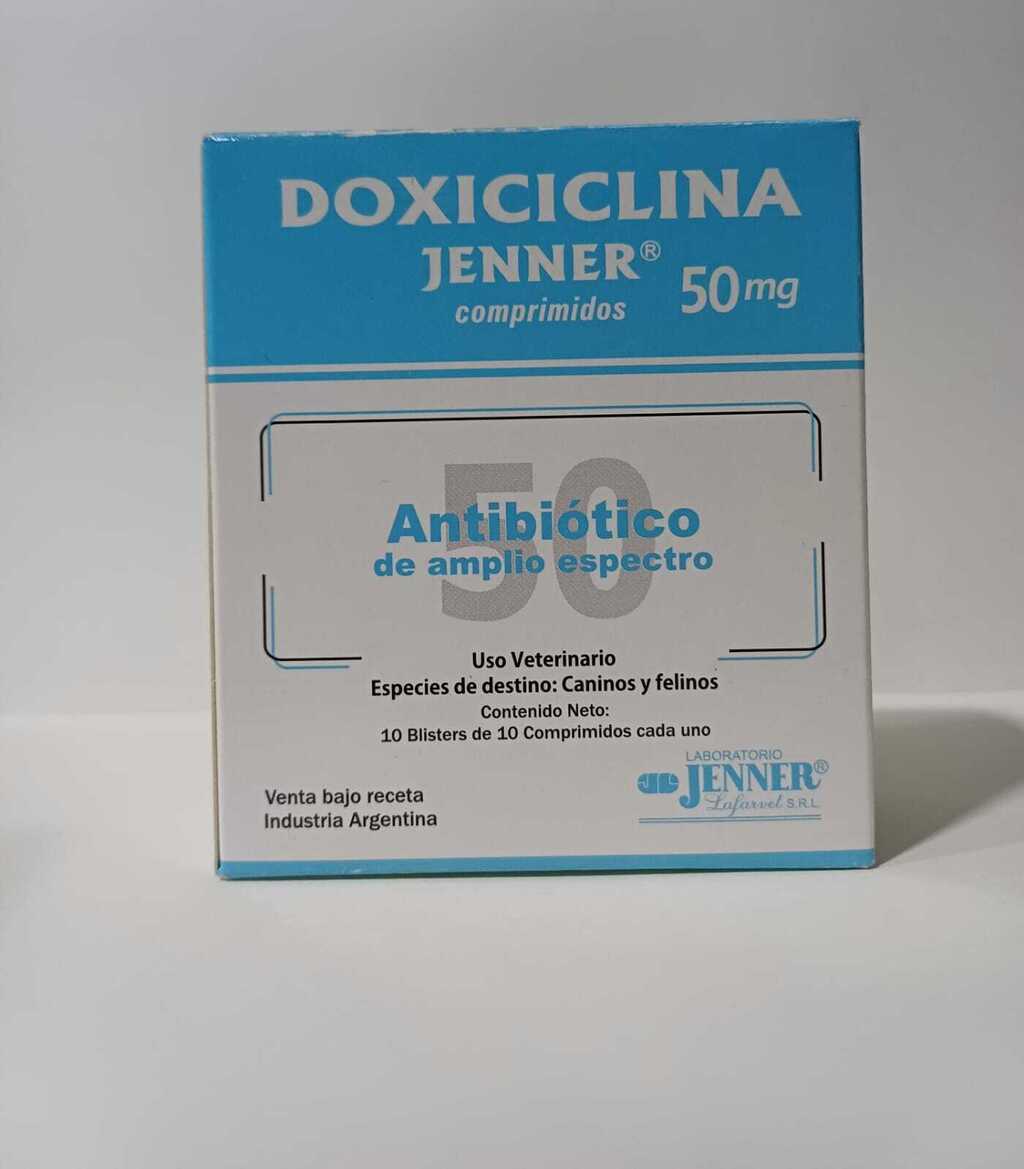 DOXICICLINA
JENNER®
comprimidos
50mg
50
Antibiótico
de amplio espectro
Uso Veterinario
Especies de destino: Caninos y felinos
Contenido Neto:
10 Blisters de 10 Comprimidos cada uno
Venta bajo receta
Industria Argentina
LABORATORIO
JENNER®
Lafarvet S.R.L